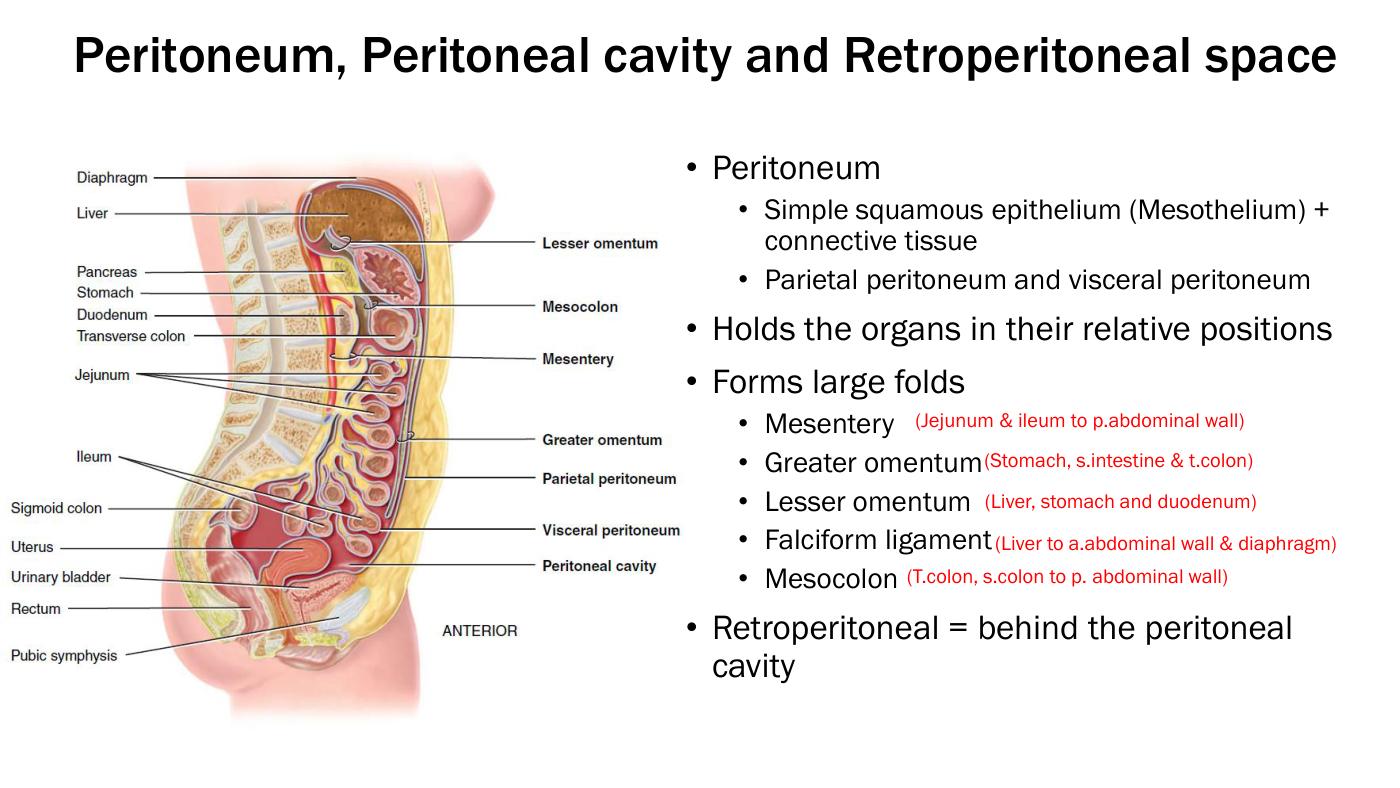 Peritoneum, Peritoneal cavity and Retroperitoneal space
Diaphragm
Liver
Pancreas
Stomach
Duodenum
Transverse colon
Jejunum
Ileum
Sigmoid colon
Uterus
Urinary bladder
Rectum
Pubic symphysis
Lesser omentum
Mesocolon
Mesentery
Greater omentum
Parietal peritoneum
Visceral peritoneum
Peritoneal cavity
ANTERIOR
• Peritoneum
• Simple squamous epithelium (Mesothelium) +
connective tissue
• Parietal peritoneum and visceral peritoneum
• Holds the organs in their relative positions
• Forms large folds
• Mesentery (Jejunum & ileum to p.abdominal wall)
• Greater omentum (Stomach, s.intestine & t.colon)
• Lesser omentum (Liver, stomach and duodenum)
• Falciform ligament (Liver to a.abdominal wall & diaphragm)
• Mesocolon (T.colon, s.colon to p. abdominal wall)
• Retroperitoneal = behind the peritoneal
cavity